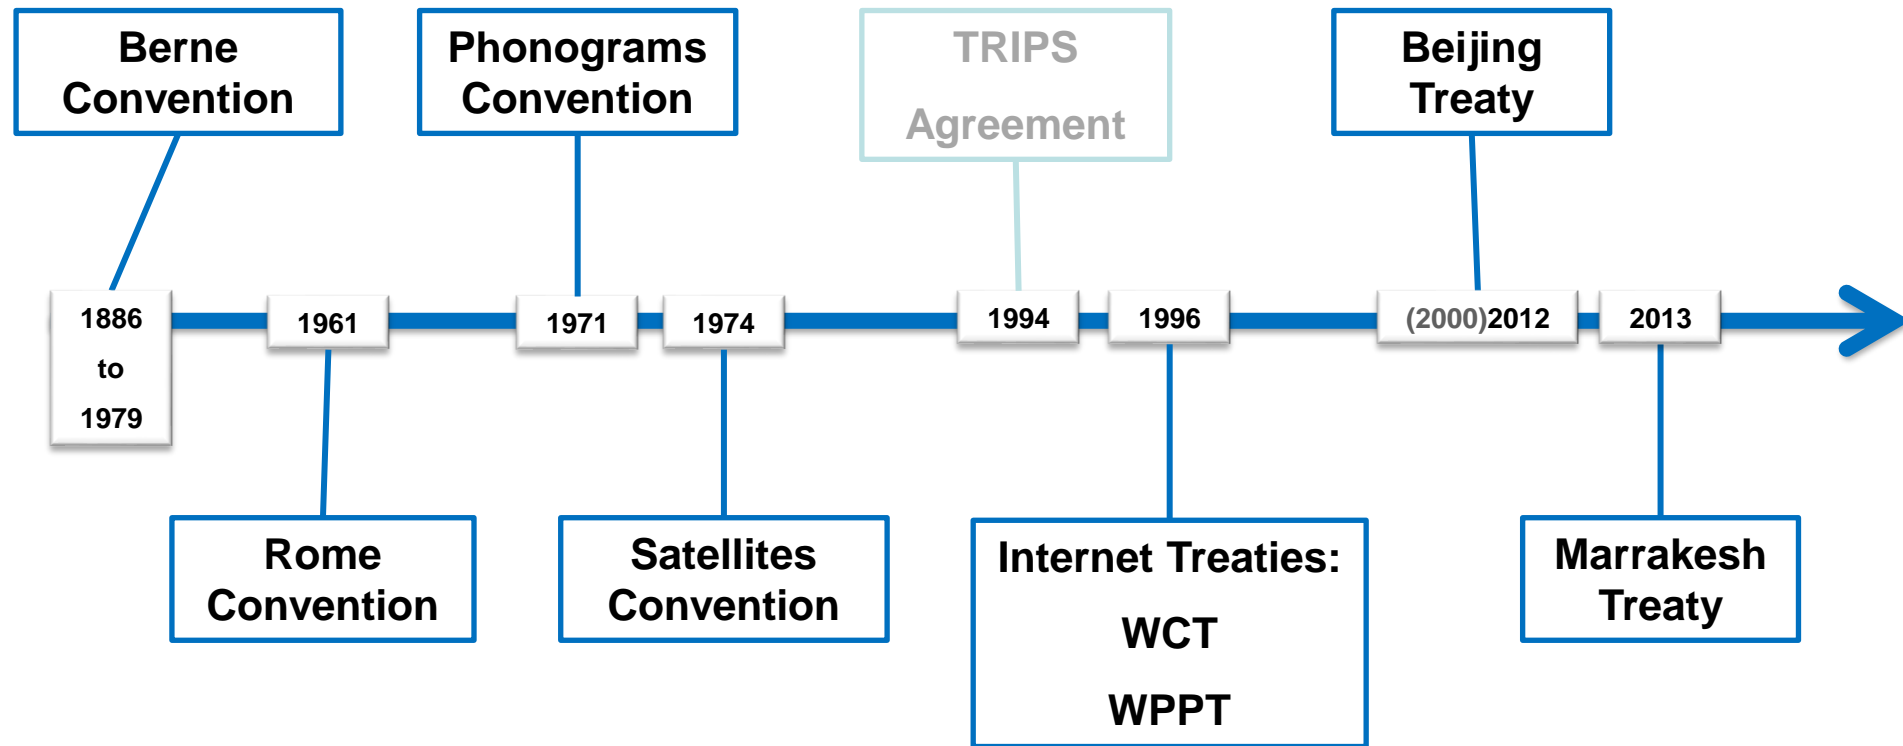 Berne
Convention
Phonograms
Convention
TRIPS
Agreement
Beijing
Treaty
1886
to
1979
1961
1971
1974
1994
1996
(2000)2012
2013
Rome
Convention
Satellites
Convention
Internet Treaties:
WCT
WPPT
Marrakesh
Treaty